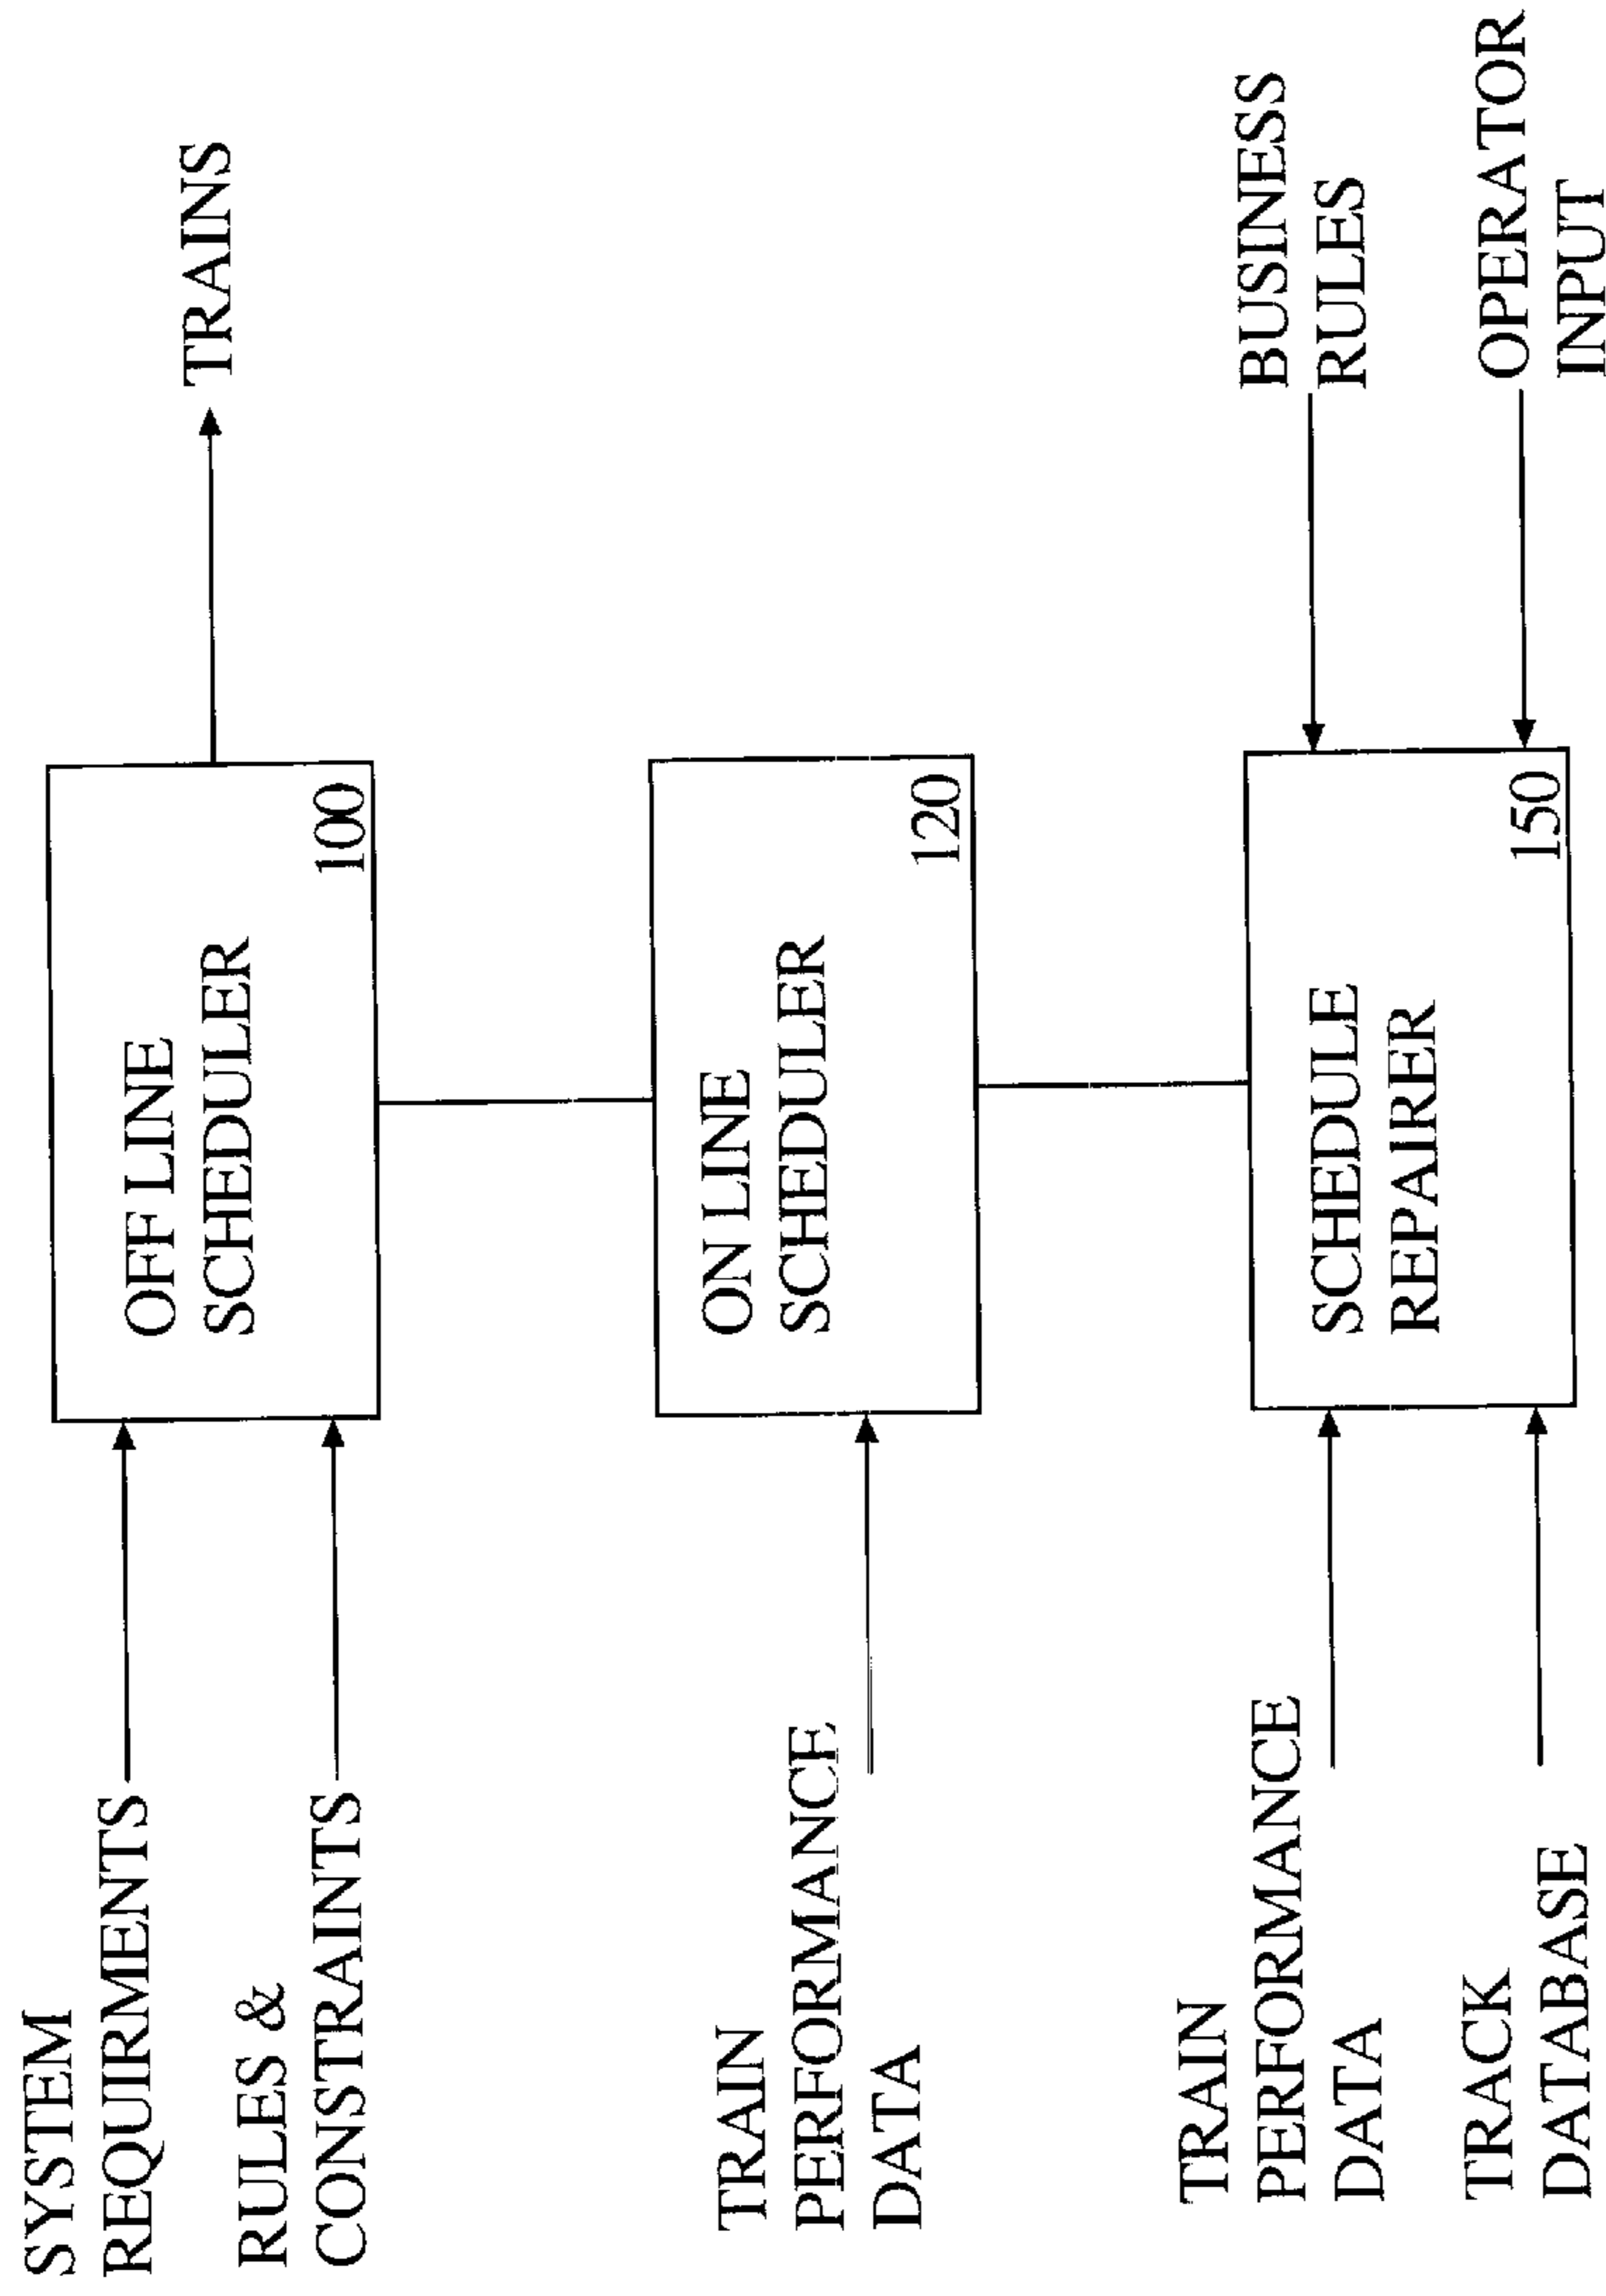 SYSTEM
REQUIRMENTS
RULES &
CONSTRAINTS
OFF LINE
SCHEDULER
100
TRAINS
TRAIN
PERFORMANCE
DATA
ON LINE
SCHEDULER
120
TRAIN
PERFORMANCE
DATA
TRACK
DATABASE
SCHEDULE
REPAIRER
150
BUSINESS
RULES
OPERATOR
INPUT